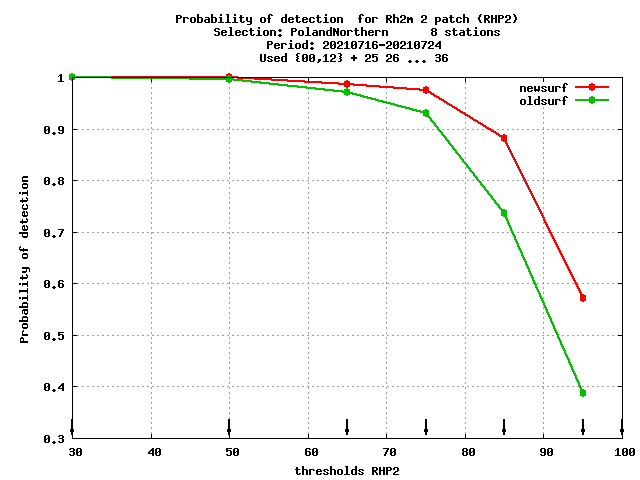 Probability of detection  for Rh2m 2 patch (RHP2)
Selection: PolandNorthern      8 stations
Period: 20210716-20210724
Used {00,12} + 25 26 ... 36
newsurf
oldsurf
1
0.9
0.8
0.7
0.6
0.5
0.4
0.3
Probability of detection
30 40 50 60 70 80 90 100
thresholds RHP2